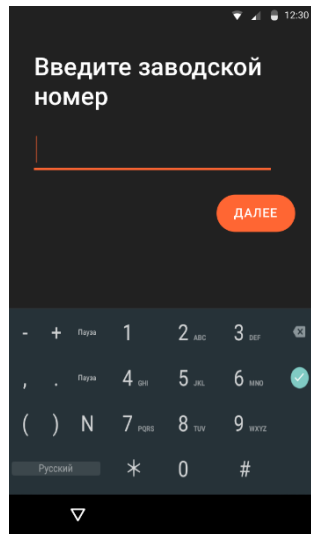 12:30
Введите заводской
номер
ДАЛЕЕ
- + Пауза 1 2 ABC 3 DEF
, . Пауза 4 GHI 5 JKL 6 MNO
( ) N 7 PQRS 8 TUV 9 WXYZ
Русский * 0 #